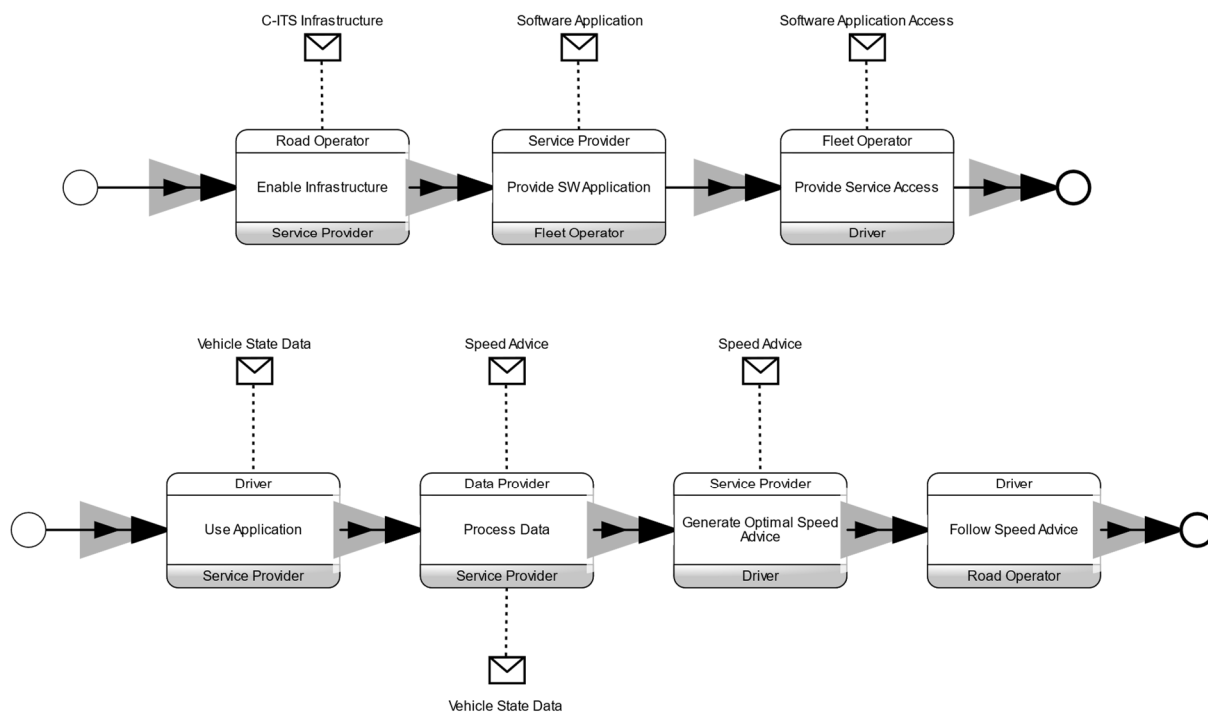 C-ITS Infrastructure
Software Application
Software Application Access
Road Operator
Enable Infrastructure
Service Provider
Service Provider
Provide SW Application
Fleet Operator
Fleet Operator
Provide Service Access
Driver
Vehicle State Data
Speed Advice
Speed Advice
Driver
Use Application
Service Provider
Data Provider
Process Data
Service Provider
Service Provider
Generate Optimal Speed
Advice
Driver
Driver
Follow Speed Advice
Road Operator
Vehicle State Data